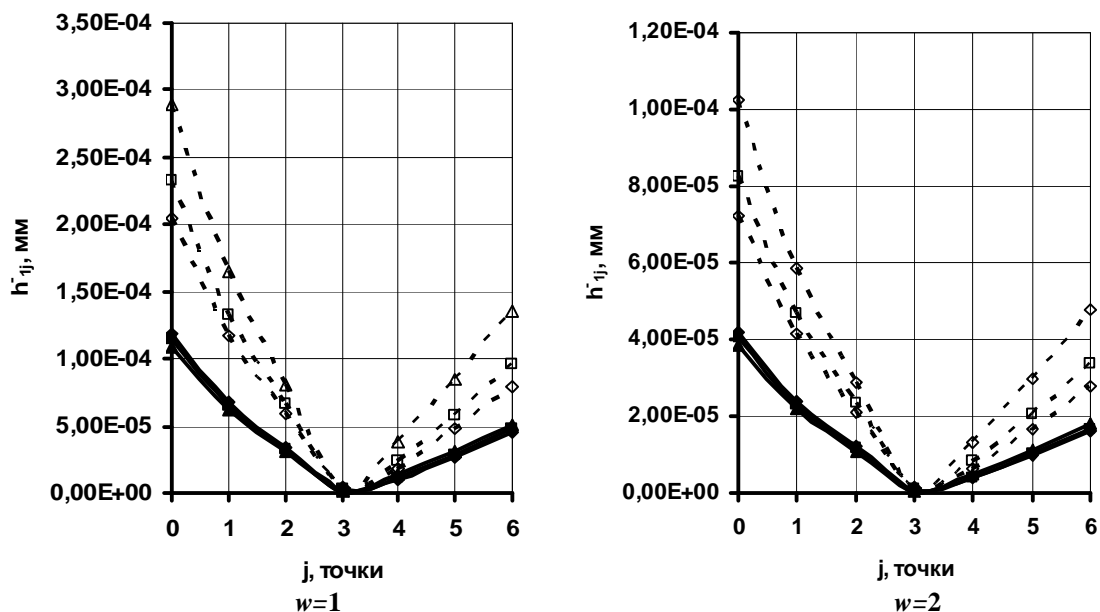 3,50E-04
3,00E-04
2,50E-04
2,00E-04
1,50E-04
1,00E-04
5,00E-05
0,00E+00
h⁻1j, мм
0 1 2 3 4 5 6
j, точки
w=1
1,20E-04
1,00E-04
8,00E-05
6,00E-05
4,00E-05
2,00E-05
0,00E+00
h⁻1j, мм
0 1 2 3 4 5 6
j, точки
w=2